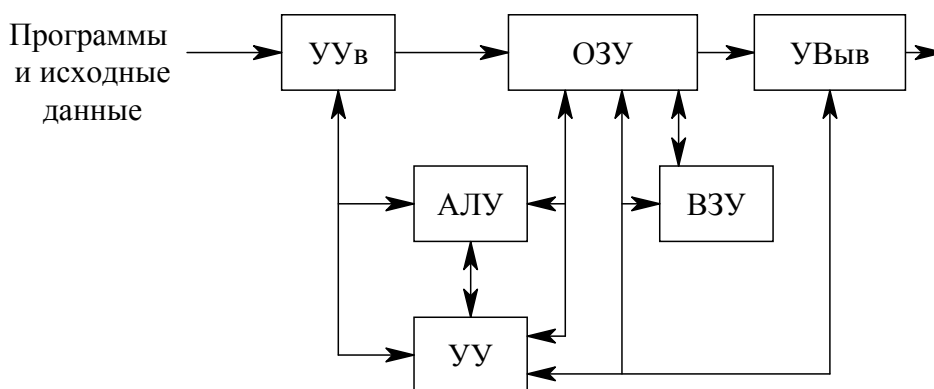 Программы
и исходные
данные
УУв
ОЗУ
УВыв
АЛУ
ВЗУ
УУ